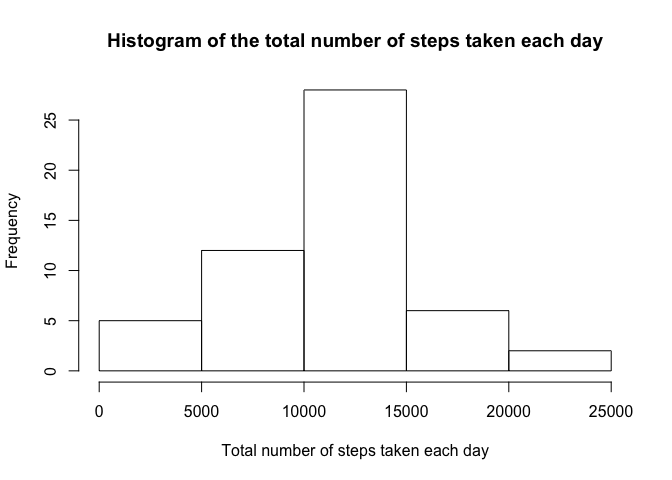 Histogram of the total number of steps taken each day
Frequency
25
20
15
10
5
0
0 5000 10000 15000 20000 25000
Total number of steps taken each day